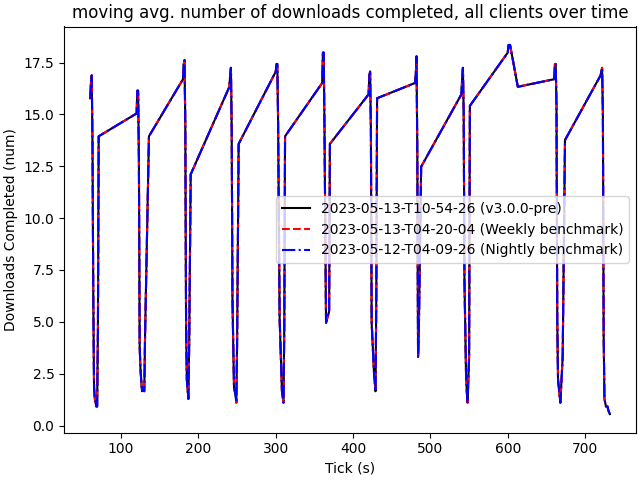 moving avg. number of downloads completed, all clients over time
Downloads Completed (num)
17.5
15.0
12.5
10.0
7.5
5.0
2.5
0.0
2023-05-13-T10-54-26 (v3.0.0-pre)
2023-05-13-T04-20-04 (Weekly benchmark)
2023-05-12-T04-09-26 (Nightly benchmark)
100 200 300 400 500 600 700
Tick (s)